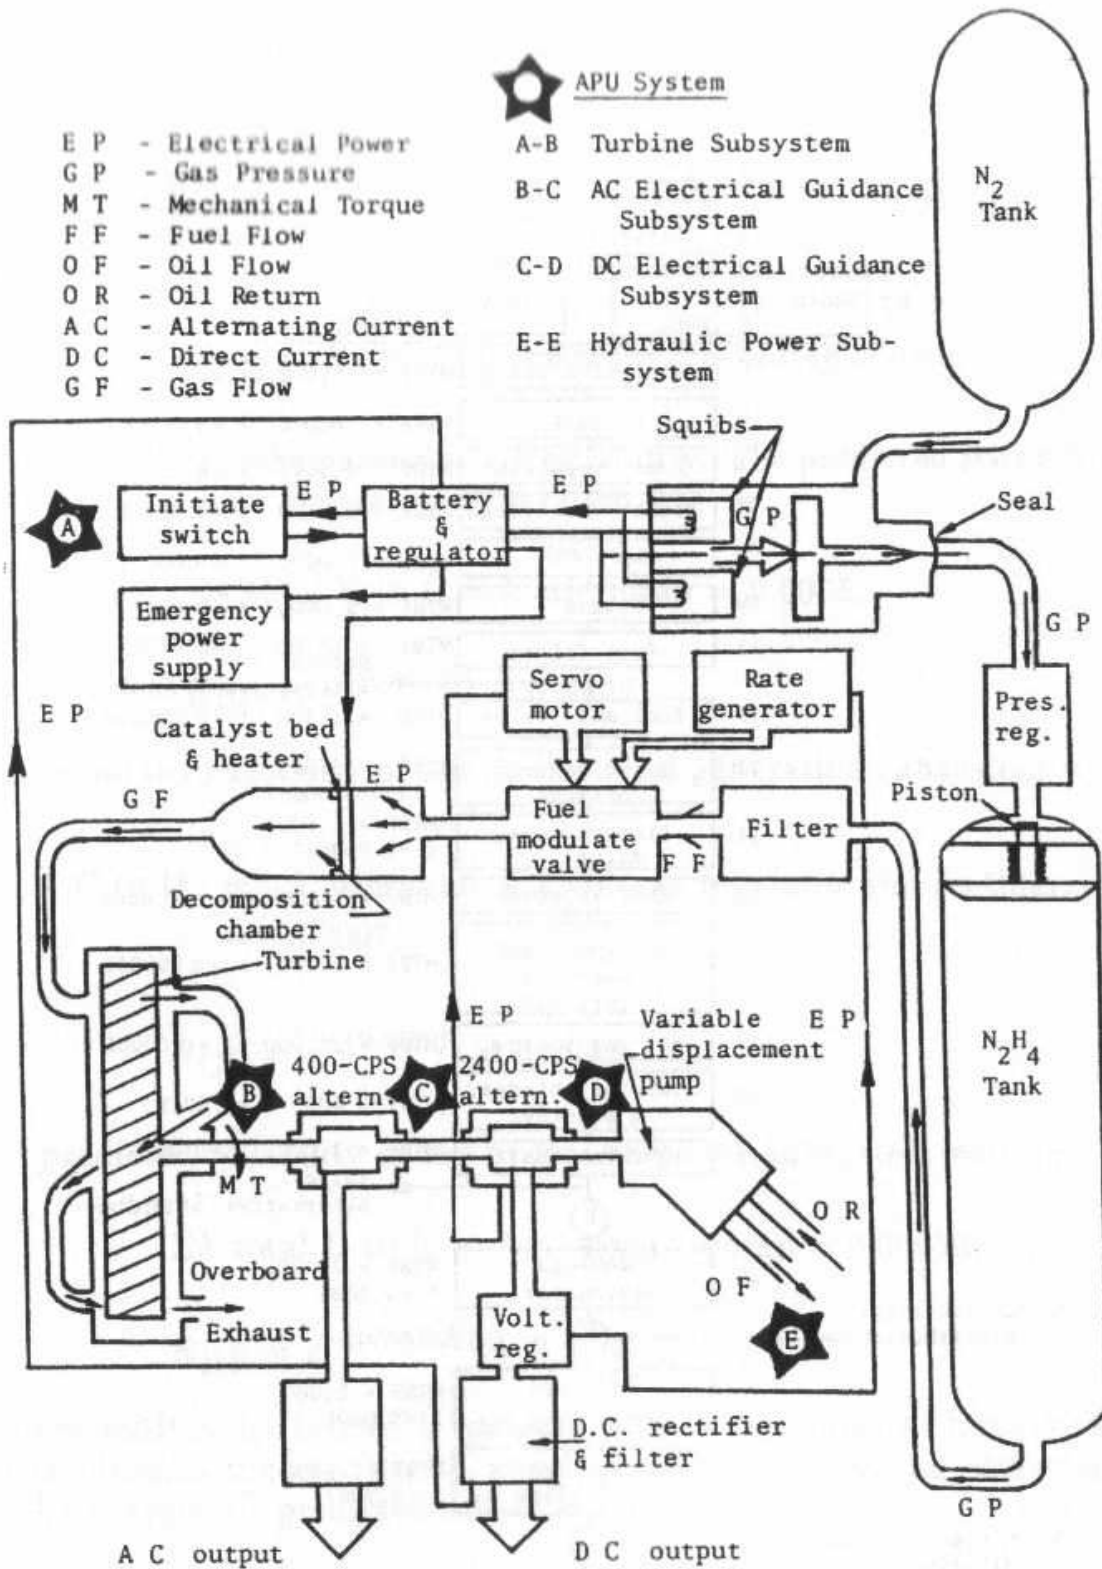 APU System
E P - Electrical Power
G P - Gas Pressure
M T - Mechanical Torque
F F - Fuel Flow
O F - Oil Flow
O R - Oil Return
A C - Alternating Current
D C - Direct Current
G F - Gas Flow
A-B Turbine Subsystem
B-C AC Electrical Guidance
Subsystem
C-D DC Electrical Guidance
Subsystem
E-E Hydraulic Power Sub-
system
N2
Tank
Squibs
Seal
A
Initiate
switch
E P
Battery
&
regulator
E P
G P
Emergency
power
supply
G P
E P
Servo
motor
Rate
generator
Pres.
reg.
Catalyst bed
& heater
E P
G F
Fuel
modulate
valve
F F
Filter
Piston
Decomposition
chamber
Turbine
E P
Variable
displacement
pump
E P
N2H4
Tank
B
400-CPS
altern.
C
2,400-CPS
altern.
D
M T
O R
O F
Overboard
Exhaust
Volt.
reg.
E
D.C. rectifier
& filter
G P
A C output
D C output